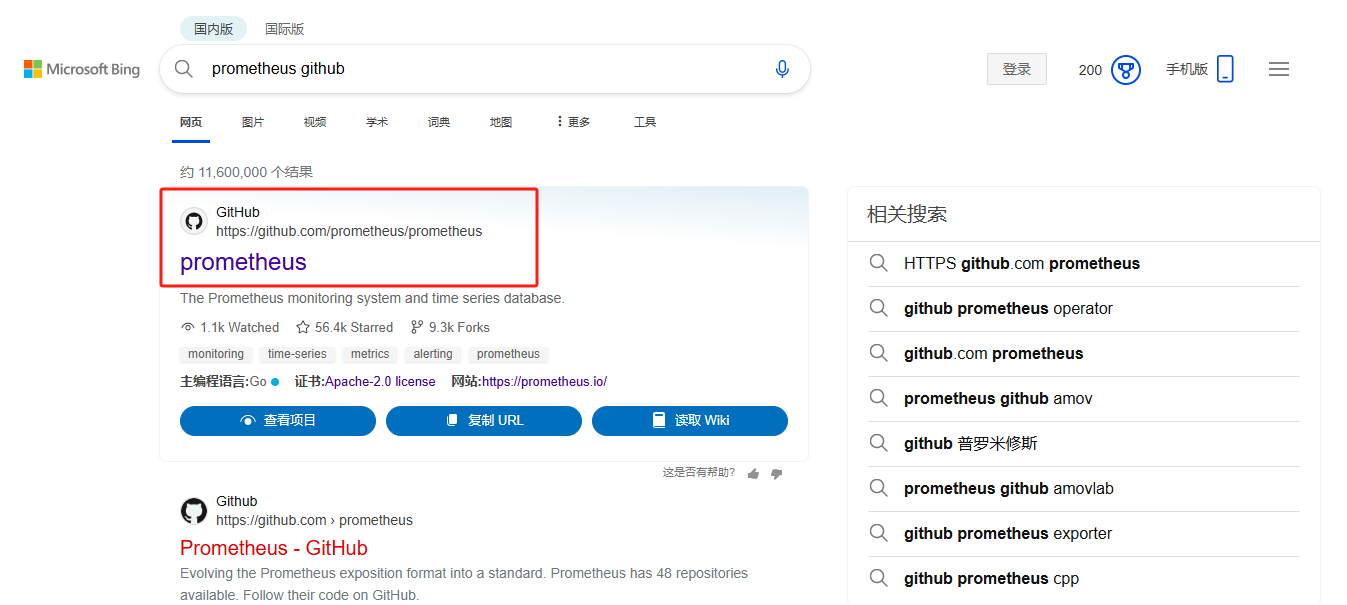 国内版 国际版
Microsoft Bing
prometheus github
登录 200 手机版
网页 图片 视频 学术 词典 地图 更多 工具
约 11,600,000 个结果
GitHub
https://github.com/prometheus/prometheus
prometheus
The Prometheus monitoring system and time series database.
1.1k Watched 56.4k Starred 9.3k Forks
monitoring time-series metrics alerting prometheus
主编程语言:Go 证书:Apache-2.0 license 网站:https://prometheus.io/
查看项目 复制 URL 读取 Wiki
这是否有帮助?
Github
https://github.com › prometheus
Prometheus - GitHub
Evolving the Prometheus exposition format into a standard. Prometheus has 48 repositories
available. Follow their code on GitHub.
相关搜索
HTTPS github.com prometheus
github prometheus operator
github.com prometheus
prometheus github amov
github 普罗米修斯
prometheus github amovlab
github prometheus exporter
github prometheus cpp